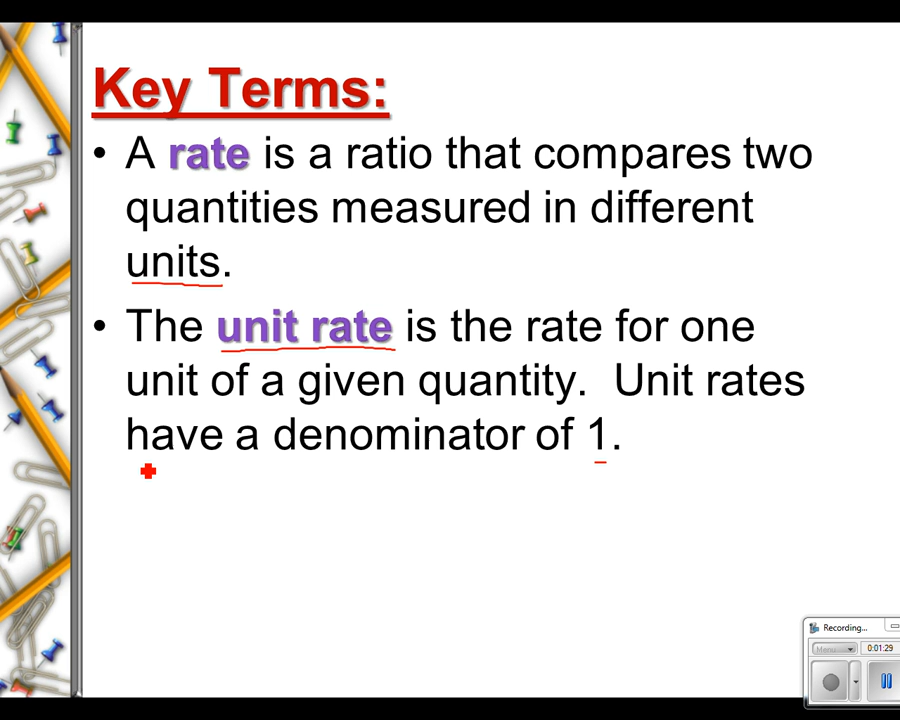 Key Terms:
• A rate is a ratio that compares two
quantities measured in different
units.
• The unit rate is the rate for one
unit of a given quantity. Unit rates
have a denominator of 1.
Recording...
Menu 0:01:29